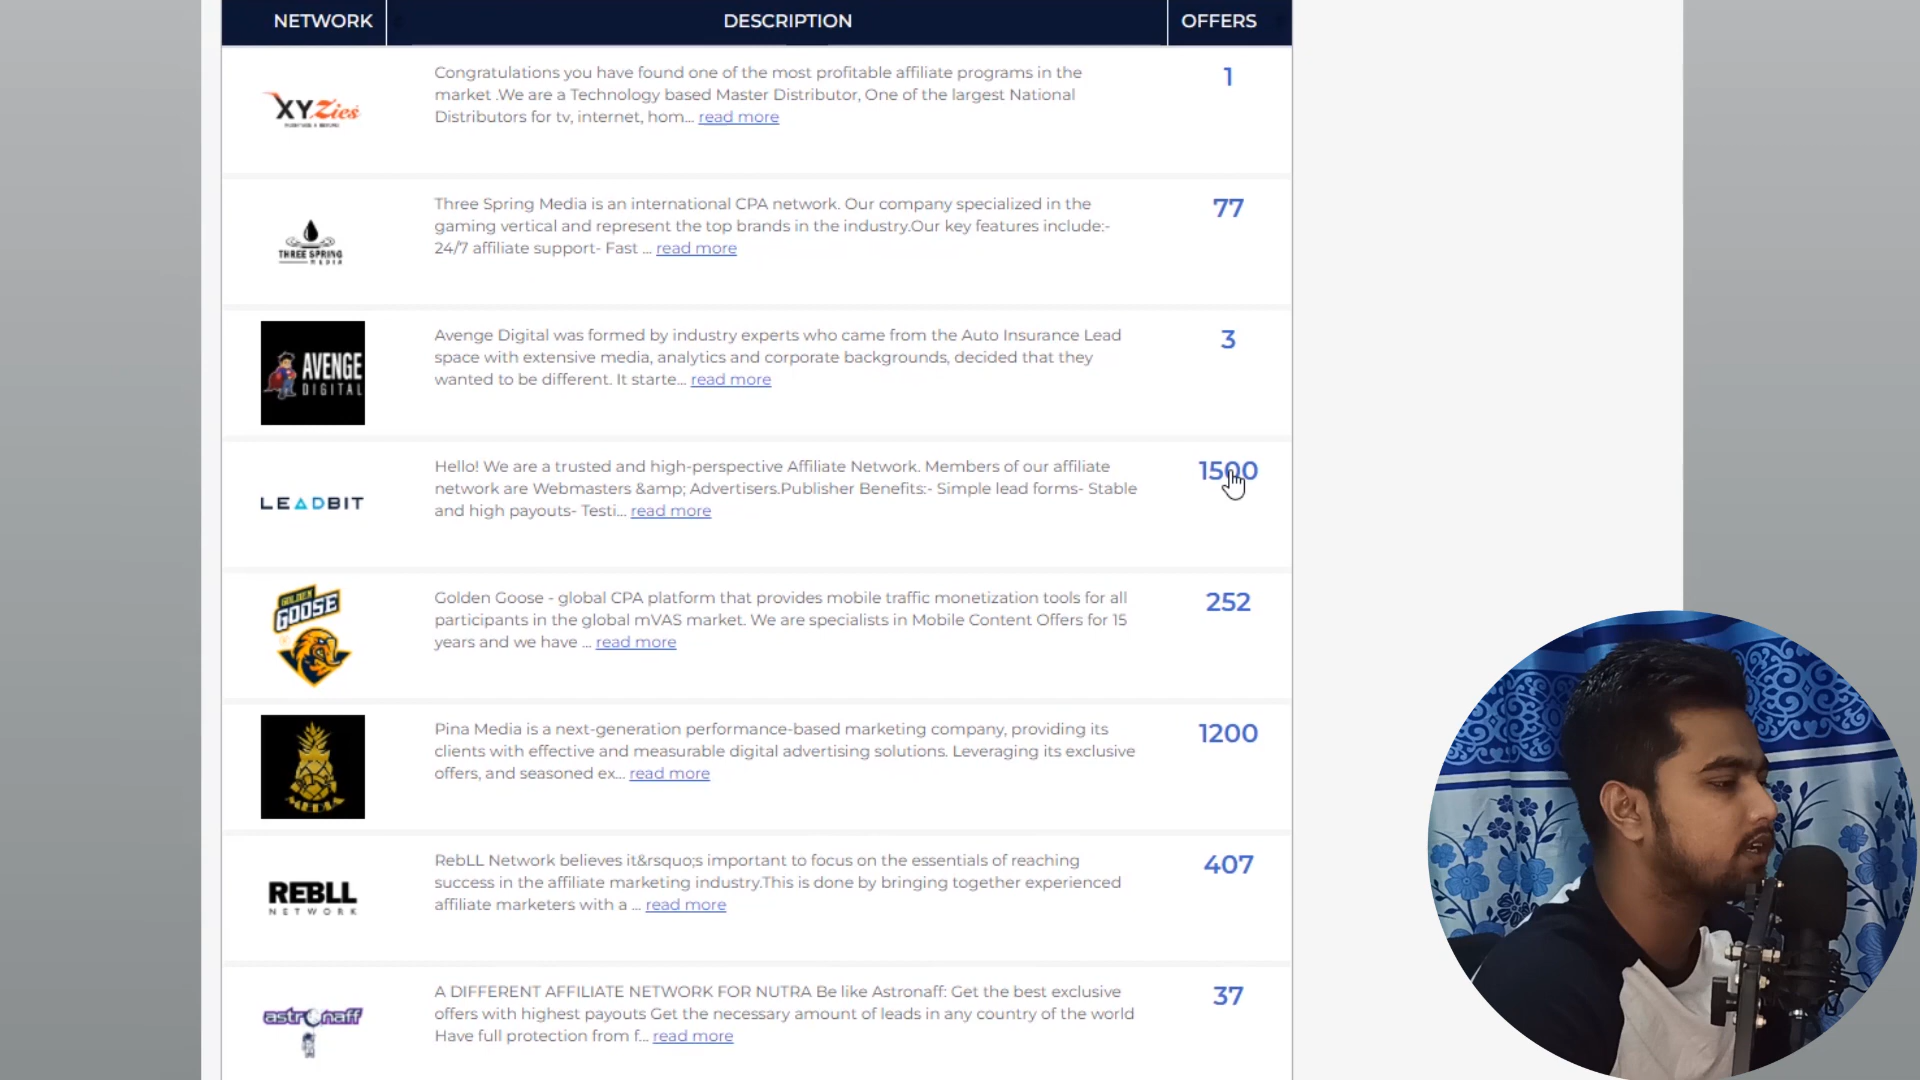 NETWORK DESCRIPTION OFFERS
XYZies
Congratulations you have found one of the most profitable affiliate programs in the
market .We are a Technology based Master Distributor, One of the largest National
Distributors for tv, internet, hom... read more
1
THREE SPRING
MEDIA
Three Spring Media is an international CPA network. Our company specialized in the
gaming vertical and represent the top brands in the industry.Our key features include:-
24/7 affiliate support- Fast ... read more
77
AVENGE
DIGITAL
Avenge Digital was formed by industry experts who came from the Auto Insurance Lead
space with extensive media, analytics and corporate backgrounds, decided that they
wanted to be different. It starte... read more
3
LEADBIT
Hello! We are a trusted and high-perspective Affiliate Network. Members of our affiliate
network are Webmasters &amp; Advertisers.Publisher Benefits:- Simple lead forms- Stable
and high payouts- Testi... read more
1500
GOLDEN
GOOSE
Golden Goose - global CPA platform that provides mobile traffic monetization tools for all
participants in the global mVAS market. We are specialists in Mobile Content Offers for 15
years and we have ... read more
252
MEDIA
Pina Media is a next-generation performance-based marketing company, providing its
clients with effective and measurable digital advertising solutions. Leveraging its exclusive
offers, and seasoned ex... read more
1200
REBLL
NETWORK
RebLL Network believes it&rsquo;s important to focus on the essentials of reaching
success in the affiliate marketing industry.This is done by bringing together experienced
affiliate marketers with a ... read more
407
astronaff
A DIFFERENT AFFILIATE NETWORK FOR NUTRA Be like Astronaff: Get the best exclusive
offers with highest payouts Get the necessary amount of leads in any country of the world
Have full protection from f... read more
37